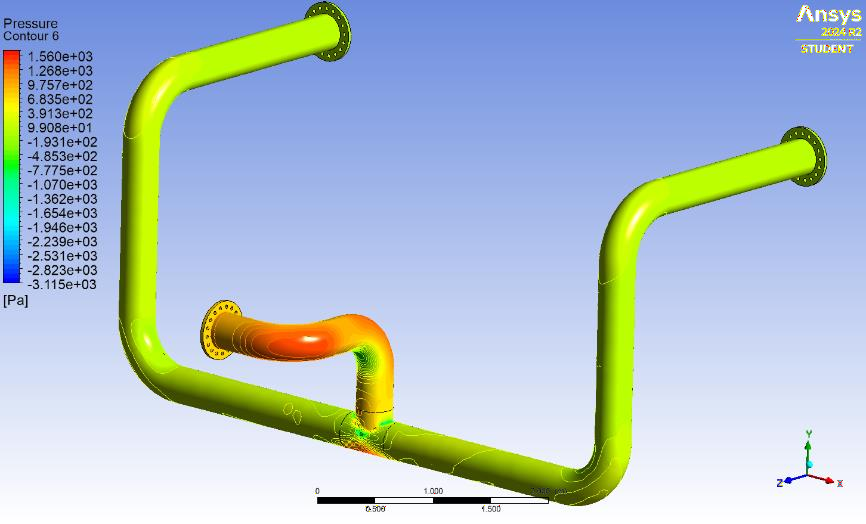 Pressure
Contour 6
1.560e+03
1.268e+03
9.757e+02
6.835e+02
3.913e+02
9.908e+01
-1.931e+02
-4.853e+02
-7.775e+02
-1.070e+03
-1.362e+03
-1.654e+03
-1.946e+03
-2.239e+03
-2.531e+03
-2.823e+03
-3.115e+03
[Pa]
Ansys
2024 R2
STUDENT
0
1.000
0.500
1.500
Y
Z
X